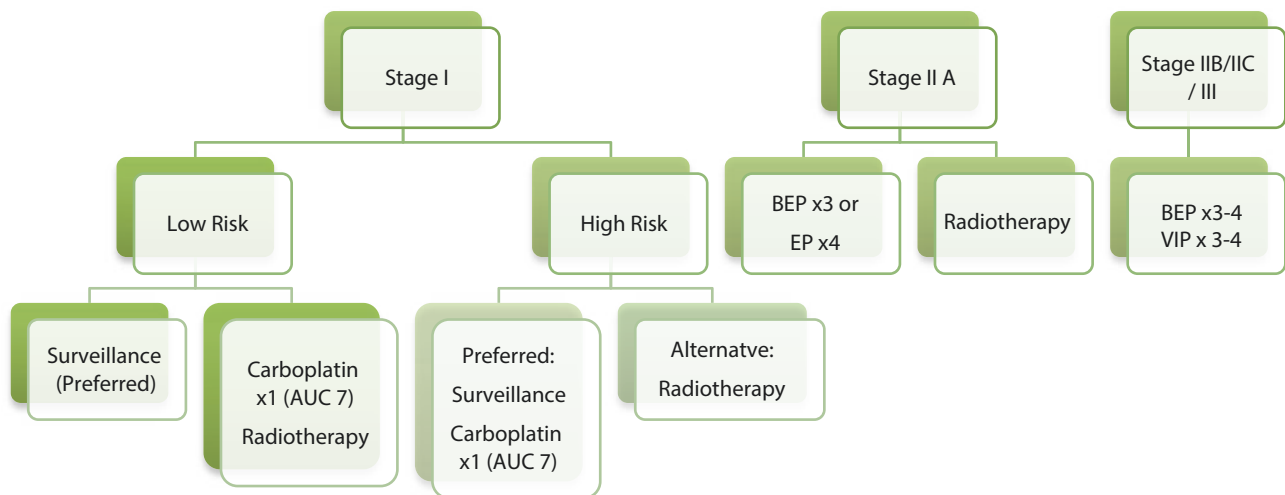 Stage I
Stage II A
Stage IIB/IIC
/ III
Low Risk
High Risk
BEP x3 or
EP x4
Radiotherapy
BEP x3-4
VIP x 3-4
Surveillance
(Preferred)
Carboplatin
x1 (AUC 7)
Radiotherapy
Preferred:
Surveillance
Carboplatin
x1 (AUC 7)
Alternatve:
Radiotherapy